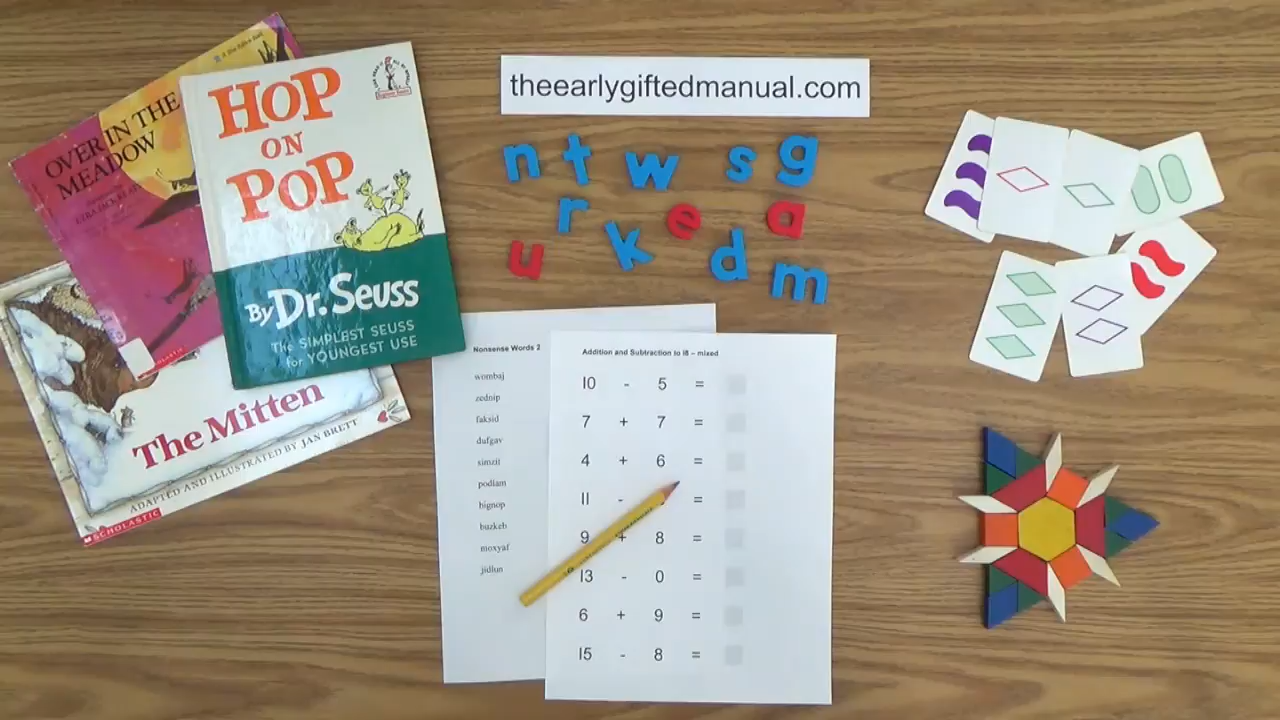 theearlygiftedmanual.com
OVER IN THE
MEADOW
HOP
ON
POP
By Dr. Seuss
The SIMPLEST SEUSS
for YOUNGEST USE
The Mitten
ADAPTED AND ILLUSTRATED BY JAN BRETT
SCHOLASTIC
n t w s g
r k e d a
u m
Nonsense Words 2
wombaj
zednip
faksid
dufgav
simzit
podlam
bignop
buzkeb
moxyaf
jidlun
Addition and Subtraction to 18 – mixed
10 - 5 =
7 + 7 =
4 + 6 =
11 - =
9 + 8 =
13 - 0 =
6 + 9 =
15 - 8 =